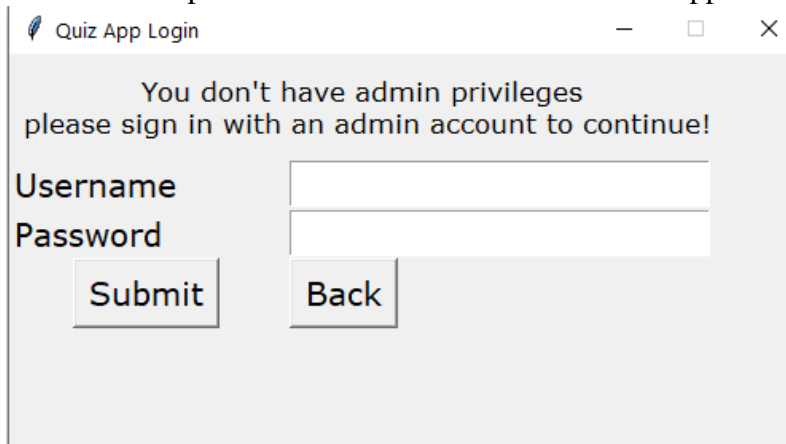 Quiz App Login
You don't have admin privileges
please sign in with an admin account to continue!
Username
Password
Submit Back